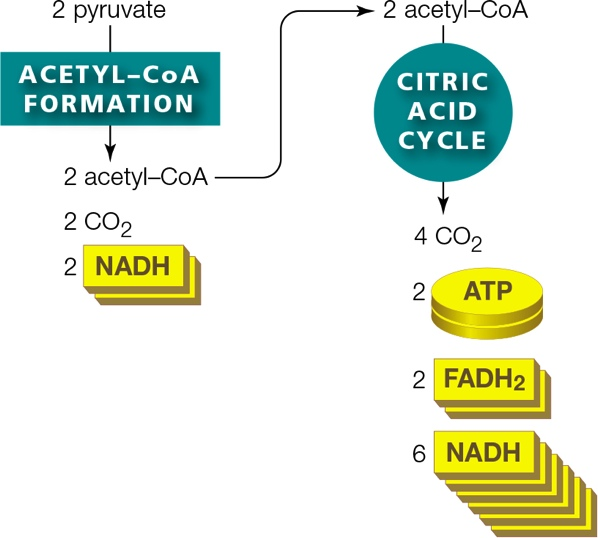 2 pyruvate
ACETYL–CoA
FORMATION
2 acetyl–CoA
2 CO₂
2 NADH
2 acetyl–CoA
CITRIC
ACID
CYCLE
4 CO₂
2 ATP
2 FADH₂
6 NADH